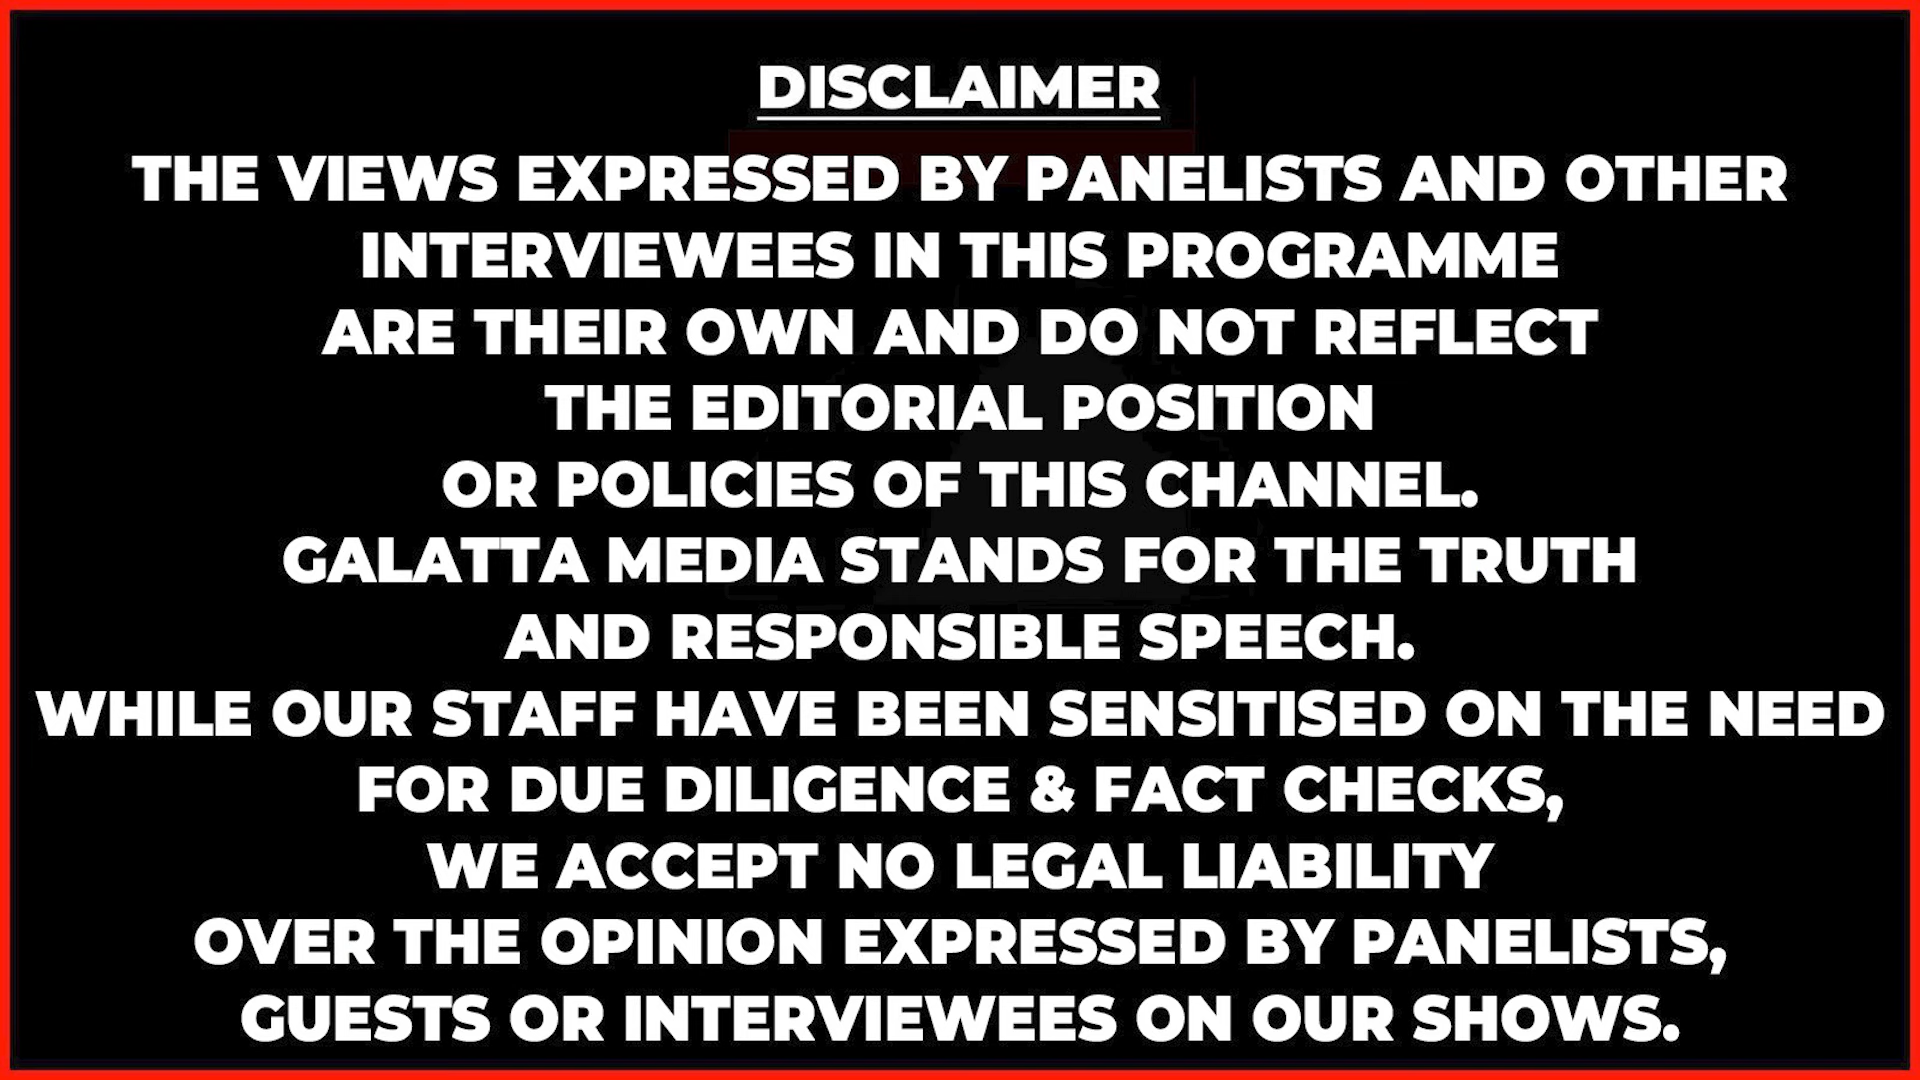 DISCLAIMER
THE VIEWS EXPRESSED BY PANELISTS AND OTHER
INTERVIEWEES IN THIS PROGRAMME
ARE THEIR OWN AND DO NOT REFLECT
THE EDITORIAL POSITION
OR POLICIES OF THIS CHANNEL.
GALATTA MEDIA STANDS FOR THE TRUTH
AND RESPONSIBLE SPEECH.
WHILE OUR STAFF HAVE BEEN SENSITISED ON THE NEED
FOR DUE DILIGENCE & FACT CHECKS,
WE ACCEPT NO LEGAL LIABILITY
OVER THE OPINION EXPRESSED BY PANELISTS,
GUESTS OR INTERVIEWEES ON OUR SHOWS.